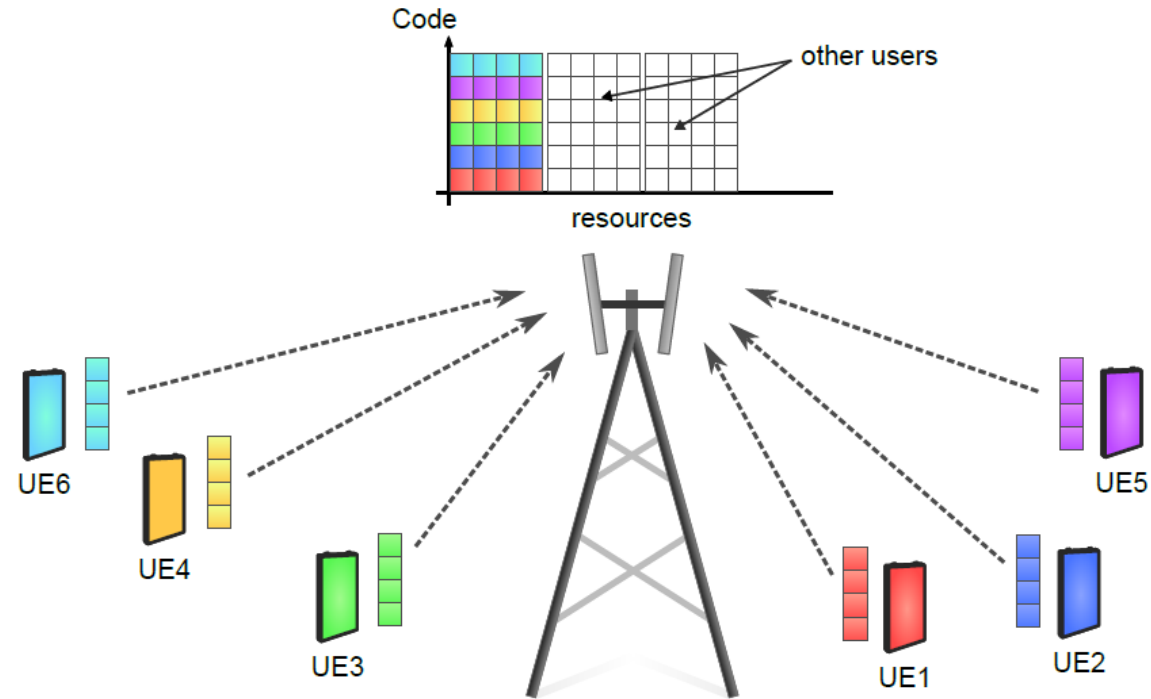 Code
other users
resources
UE6
UE5
UE4
UE3
UE1
UE2